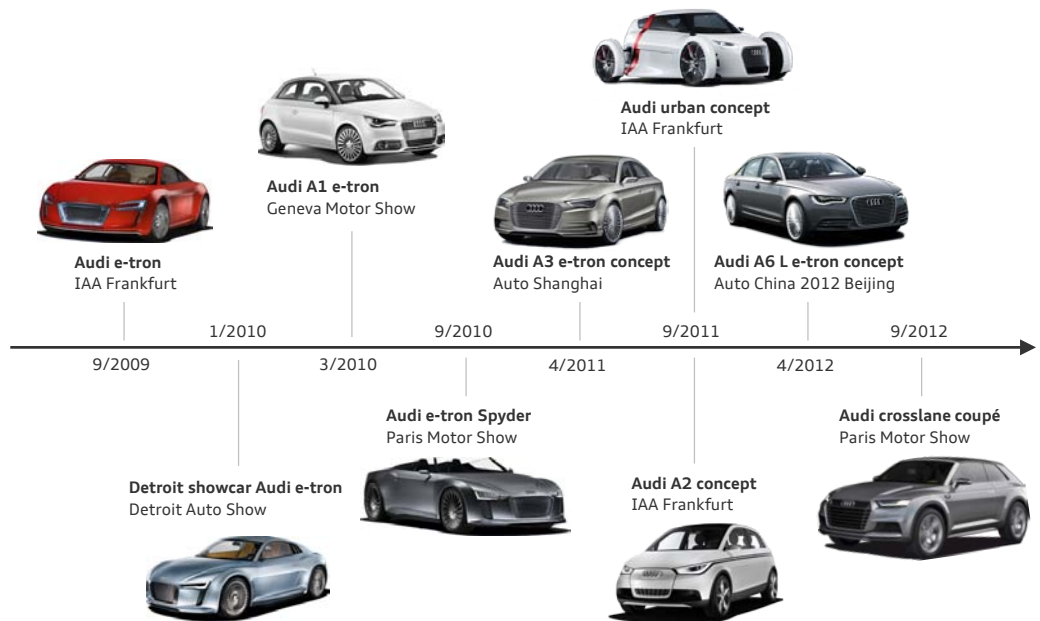 Audi urban concept
IAA Frankfurt
Audi A1 e-tron
Geneva Motor Show
Audi e-tron
IAA Frankfurt
Audi A3 e-tron concept
Auto Shanghai
Audi A6 L e-tron concept
Auto China 2012 Beijing
1/2010
9/2010
9/2011
9/2012
9/2009
3/2010
4/2011
4/2012
Audi e-tron Spyder
Paris Motor Show
Audi crosslane coupé
Paris Motor Show
Detroit showcar Audi e-tron
Detroit Auto Show
Audi A2 concept
IAA Frankfurt